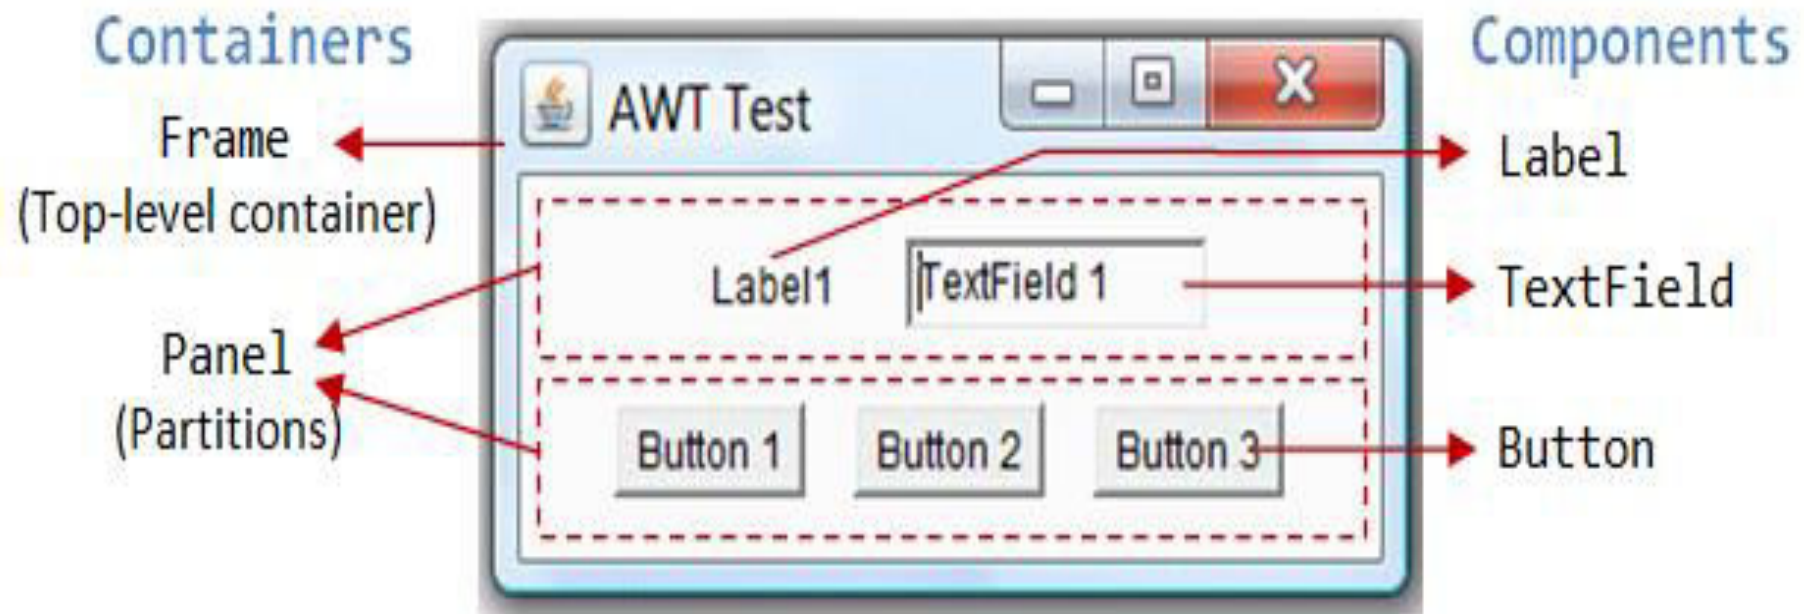 Containers
Frame
(Top-level container)
Panel
(Partitions)
AWT Test
Label1
TextField 1
Button 1
Button 2
Button 3
Components
Label
TextField
Button